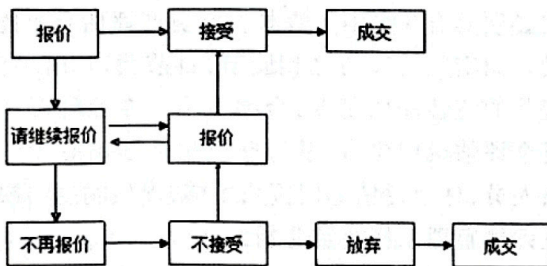 报价 接受 成交
请继续报价 报价
不再报价 不接受 放弃 成交